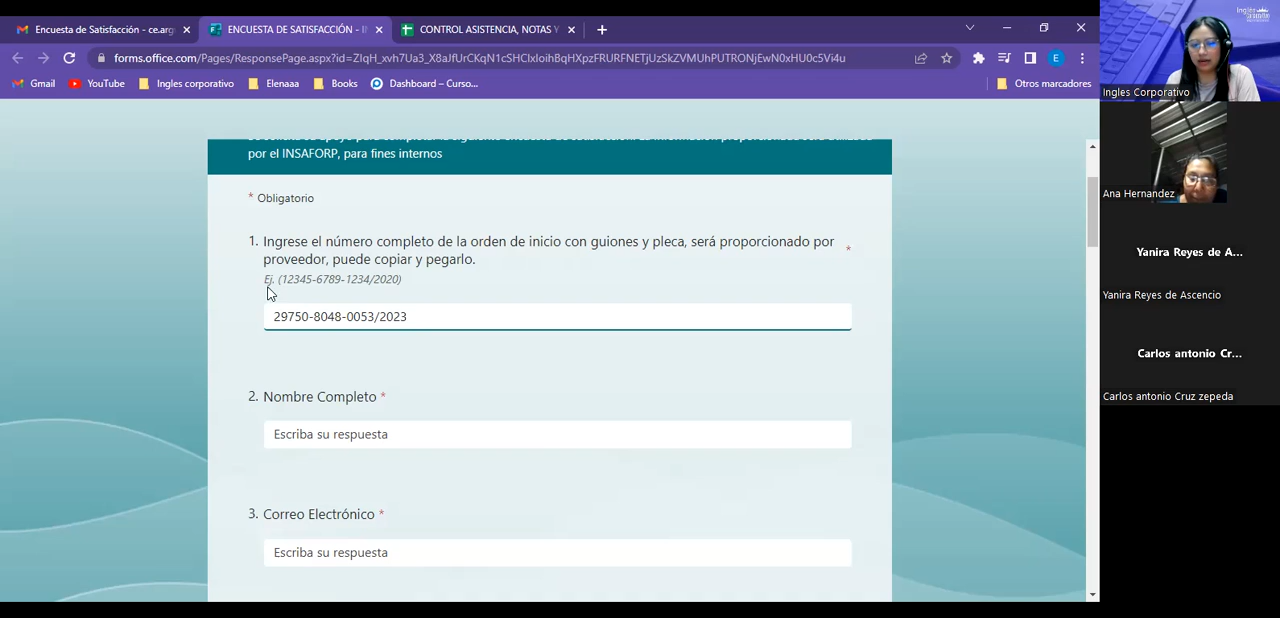 Encuesta de Satisfacción - ce.arg
ENCUESTA DE SATISFACCIÓN - IN
CONTROL ASISTENCIA, NOTAS Y
forms.office.com/Pages/ResponsePage.aspx?id=ZIqH_xvh7Ua3_X8aJfUrCKqN1cSHClxIoihBqHXpzFRURFNETjUzSkZVMUhPUTRONjEwN0xHU0c5Vi4u
E
Gmail
YouTube
Ingles corporativo
Elenaaa
Books
Dashboard – Curso...
Otros marcadores
por el INSAFORP, para fines internos
* Obligatorio
1. Ingrese el número completo de la orden de inicio con guiones y pleca, será proporcionado por
proveedor, puede copiar y pegarlo. *
Ej. (12345-6789-1234/2020)
29750-8048-0053/2023
2. Nombre Completo *
Escriba su respuesta
3. Correo Electrónico *
Escriba su respuesta
Ingles Corporativo
Ana Hernandez
Yanira Reyes de A...
Yanira Reyes de Ascencio
Carlos antonio Cr...
Carlos antonio Cruz zepeda